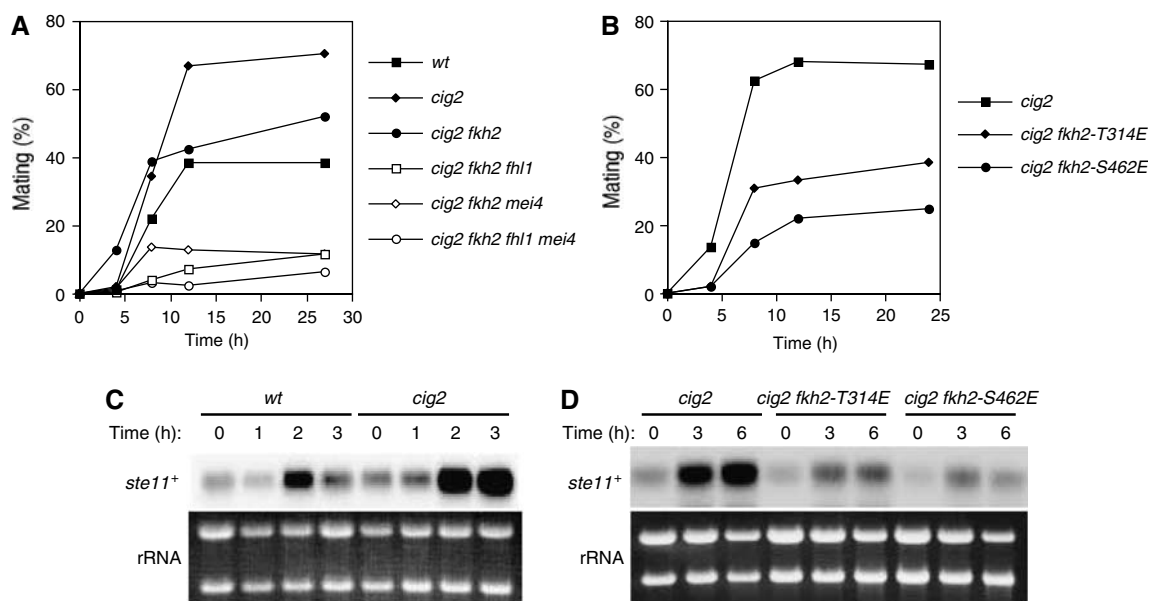 A
Mating (%)
80
60
40
20
0
0 5 10 15 20 25 30
Time (h)
wt
cig2
cig2 fkh2
cig2 fkh2 fhl1
cig2 fkh2 mei4
cig2 fkh2 fhl1 mei4
B
Mating (%)
80
60
40
20
0
0 5 10 15 20 25
Time (h)
cig2
cig2 fkh2-T314E
cig2 fkh2-S462E
C
wt cig2
Time (h): 0 1 2 3 0 1 2 3
ste11+
rRNA
D
cig2 cig2 fkh2-T314E cig2 fkh2-S462E
Time (h): 0 3 6 0 3 6 0 3 6
ste11+
rRNA